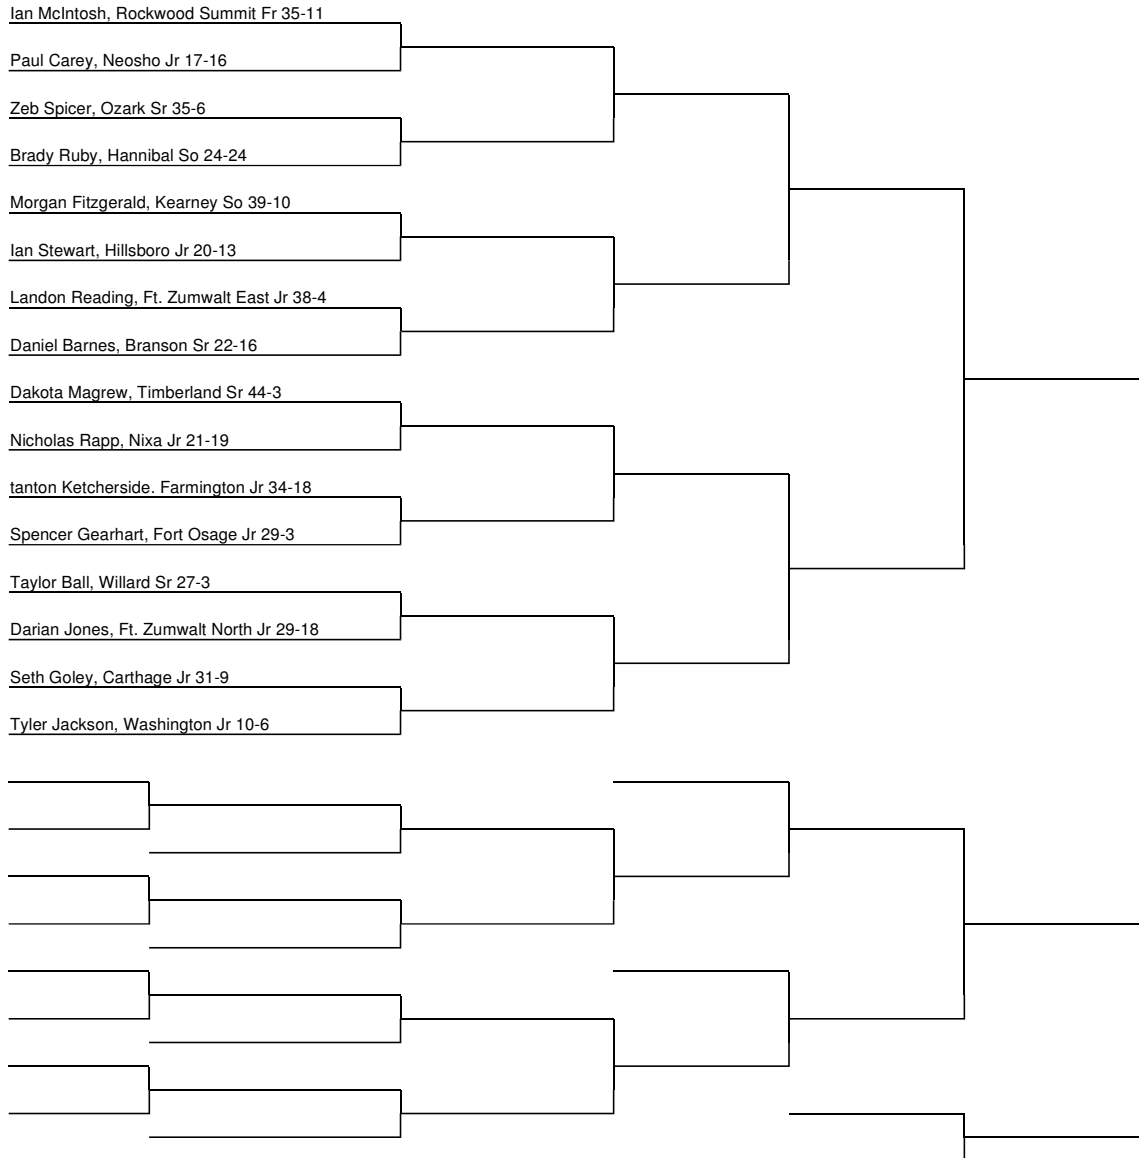 Ian McIntosh, Rockwood Summit Fr 35-11
Paul Carey, Neosho Jr 17-16
Zeb Spicer, Ozark Sr 35-6
Brady Ruby, Hannibal So 24-24
Morgan Fitzgerald, Kearney So 39-10
Ian Stewart, Hillsboro Jr 20-13
Landon Reading, Ft. Zumwalt East Jr 38-4
Daniel Barnes, Branson Sr 22-16
Dakota Magrew, Timberland Sr 44-3
Nicholas Rapp, Nixa Jr 21-19
tanton Ketcherside. Farmington Jr 34-18
Spencer Gearhart, Fort Osage Jr 29-3
Taylor Ball, Willard Sr 27-3
Darian Jones, Ft. Zumwalt North Jr 29-18
Seth Goley, Carthage Jr 31-9
Tyler Jackson, Washington Jr 10-6